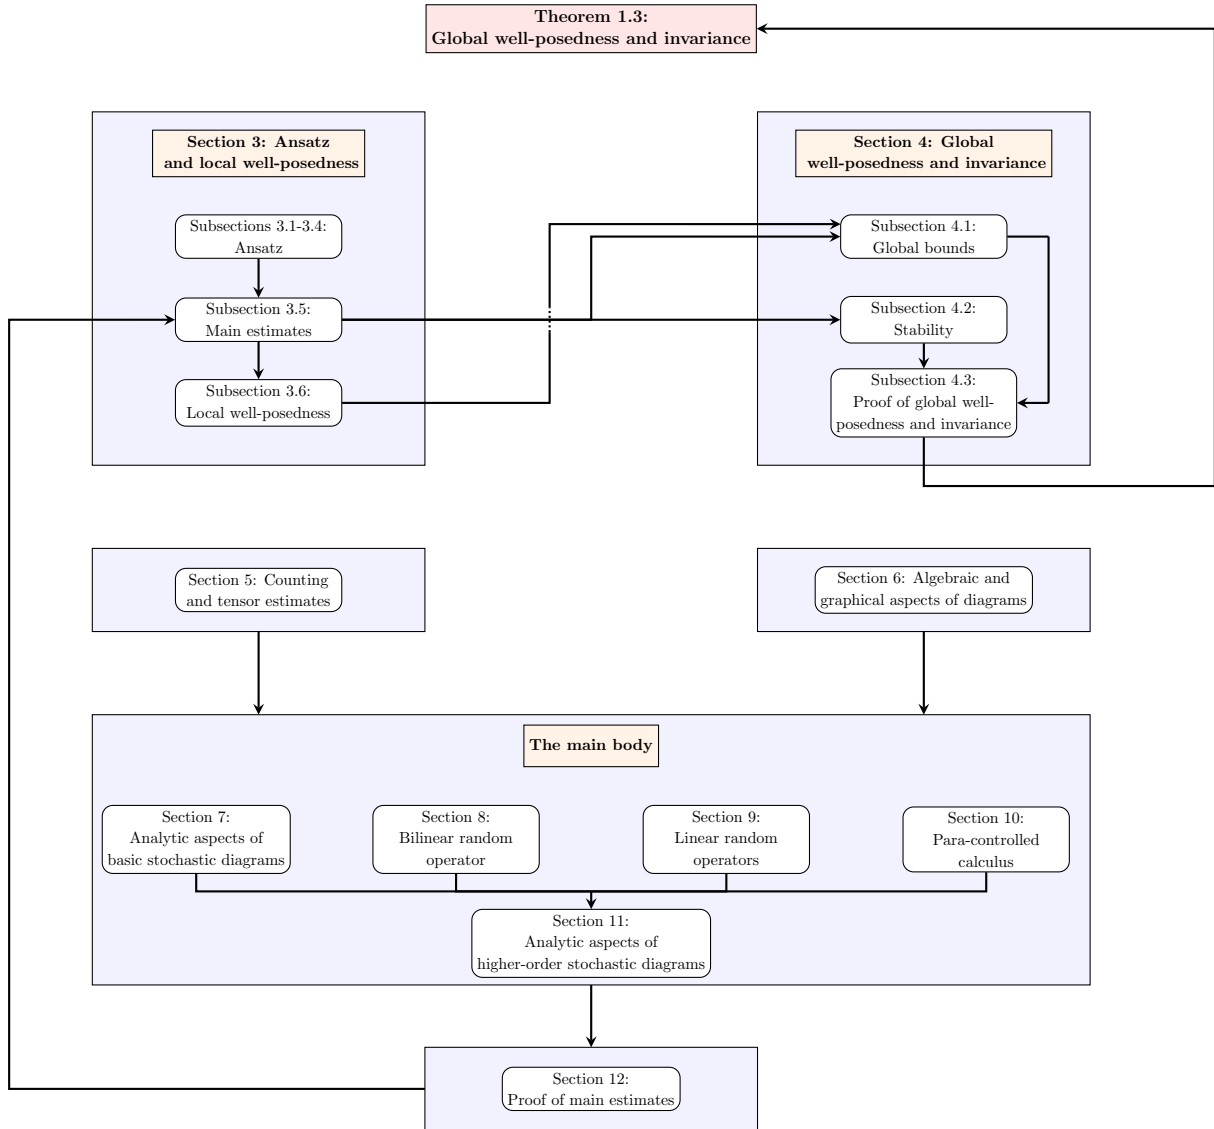 Theorem 1.3:
Global well-posedness and invariance
Section 3: Ansatz
and local well-posedness
Subsections 3.1-3.4:
Ansatz
Subsection 3.5:
Main estimates
Subsection 3.6:
Local well-posedness
Section 4: Global
well-posedness and invariance
Subsection 4.1:
Global bounds
Subsection 4.2:
Stability
Subsection 4.3:
Proof of global well-
posedness and invariance
Section 5: Counting
and tensor estimates
Section 6: Algebraic and
graphical aspects of diagrams
The main body
Section 7:
Analytic aspects of
basic stochastic diagrams
Section 8:
Bilinear random
operator
Section 9:
Linear random
operators
Section 10:
Para-controlled
calculus
Section 11:
Analytic aspects of
higher-order stochastic diagrams
Section 12:
Proof of main estimates